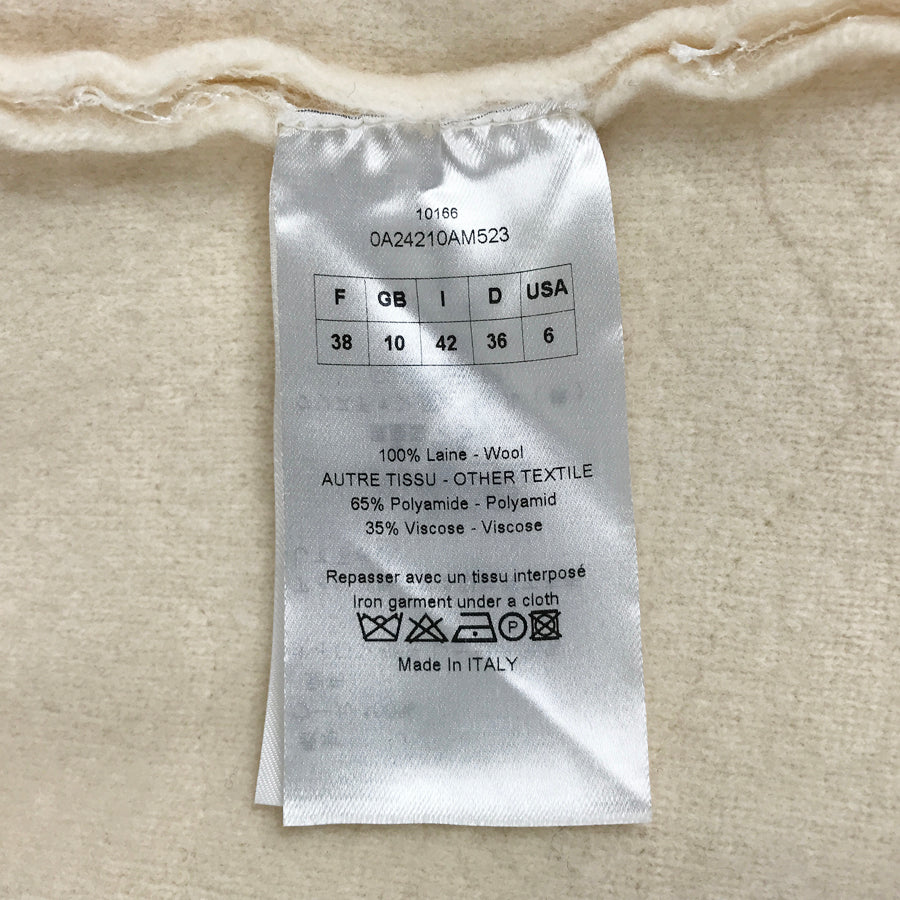 10166
0A24210AM523
F GB I D USA
38 10 42 36 6
100% Laine - Wool
AUTRE TISSU - OTHER TEXTILE
65% Polyamide - Polyamid
35% Viscose - Viscose
Repasser avec un tissu interposé
Iron garment under a cloth
P
Made In ITALY